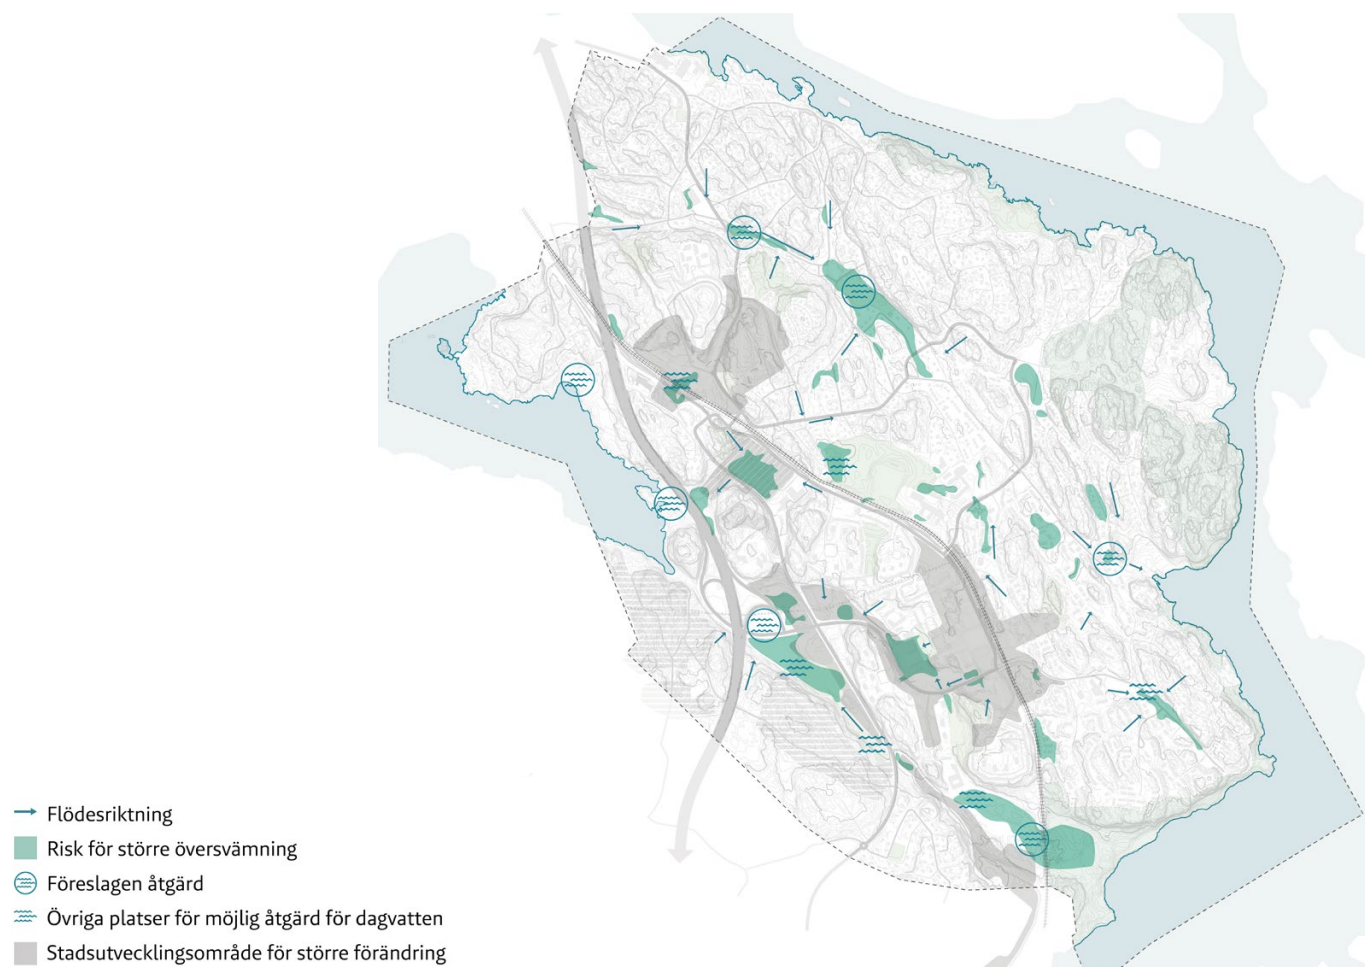 Flödesriktning
Risk för större översvämning
Föreslagen åtgärd
Övriga platser för möjlig åtgärd för dagvatten
Stadsutvecklingsområde för större förändring